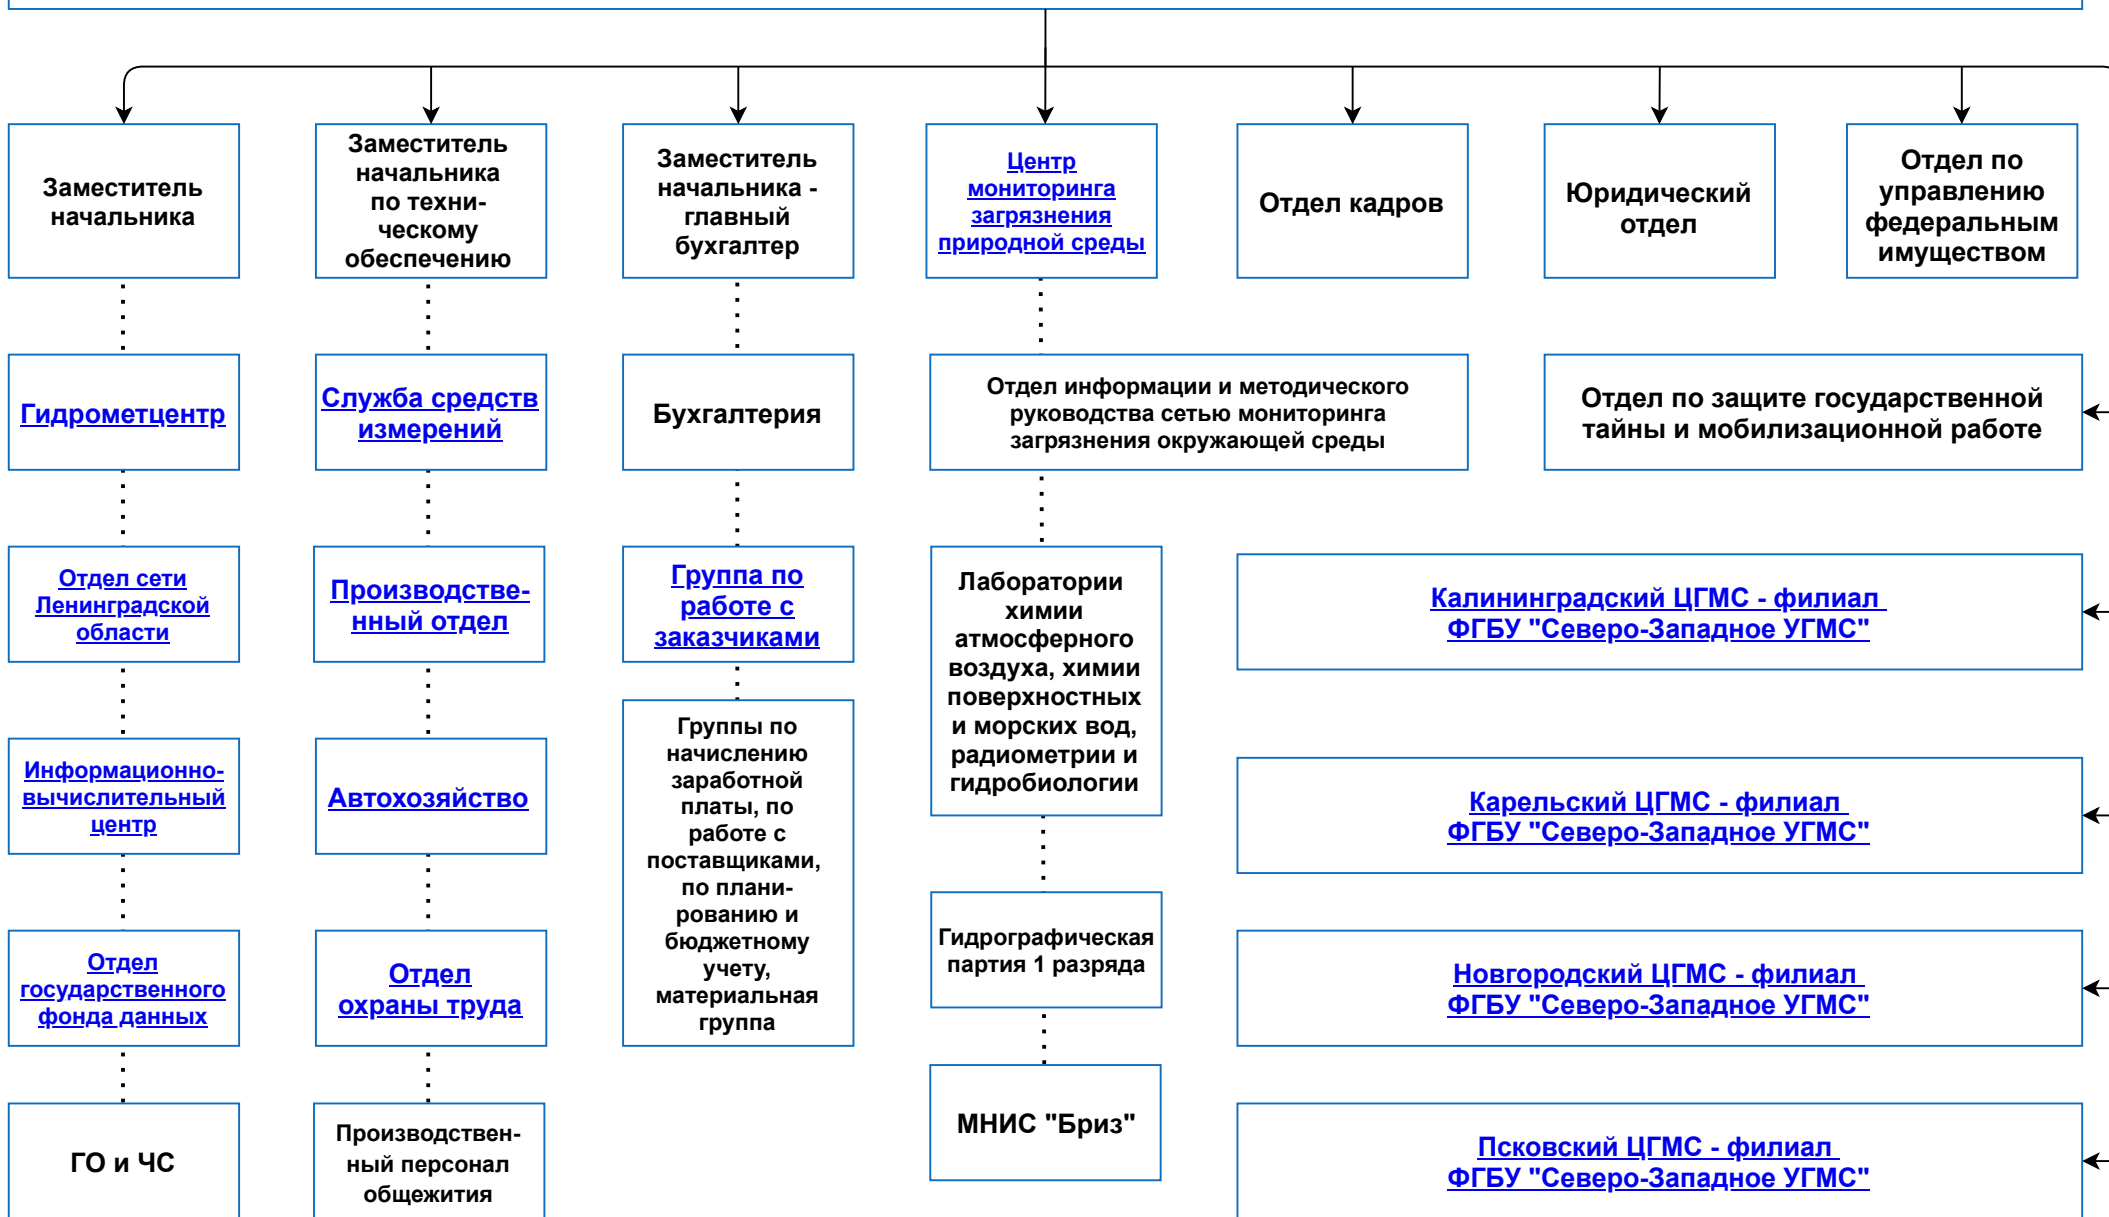 Заместитель
начальника
Заместитель
начальника
по техни-
ческому
обеспечению
Заместитель
начальника -
главный
бухгалтер
Центр
мониторинга
загрязнения
природной среды
Отдел кадров
Юридический
отдел
Отдел по
управлению
федеральным
имуществом
Гидрометцентр
Служба средств
измерений
Бухгалтерия
Отдел информации и методического
руководства сетью мониторинга
загрязнения окружающей среды
Отдел по защите государственной
тайны и мобилизационной работе
Отдел сети
Ленинградской
области
Производстве-
нный отдел
Группа по
работе с
заказчиками
Лаборатории
химии
атмосферного
воздуха, химии
поверхностных
и морских вод,
радиометрии и
гидробиологии
Калининградский ЦГМС - филиал
ФГБУ "Северо-Западное УГМС"
Информационно-
вычислительный
центр
Автохозяйство
Группы по
начислению
заработной
платы, по
работе с
поставщиками,
по плани-
рованию и
бюджетному
учету,
материальная
группа
Карельский ЦГМС - филиал
ФГБУ "Северо-Западное УГМС"
Отдел
государственного
фонда данных
Отдел
охраны труда
Гидрографическая
партия 1 разряда
Новгородский ЦГМС - филиал
ФГБУ "Северо-Западное УГМС"
ГО и ЧС
Производствен-
ный персонал
общежития
МНИС "Бриз"
Псковский ЦГМС - филиал
ФГБУ "Северо-Западное УГМС"